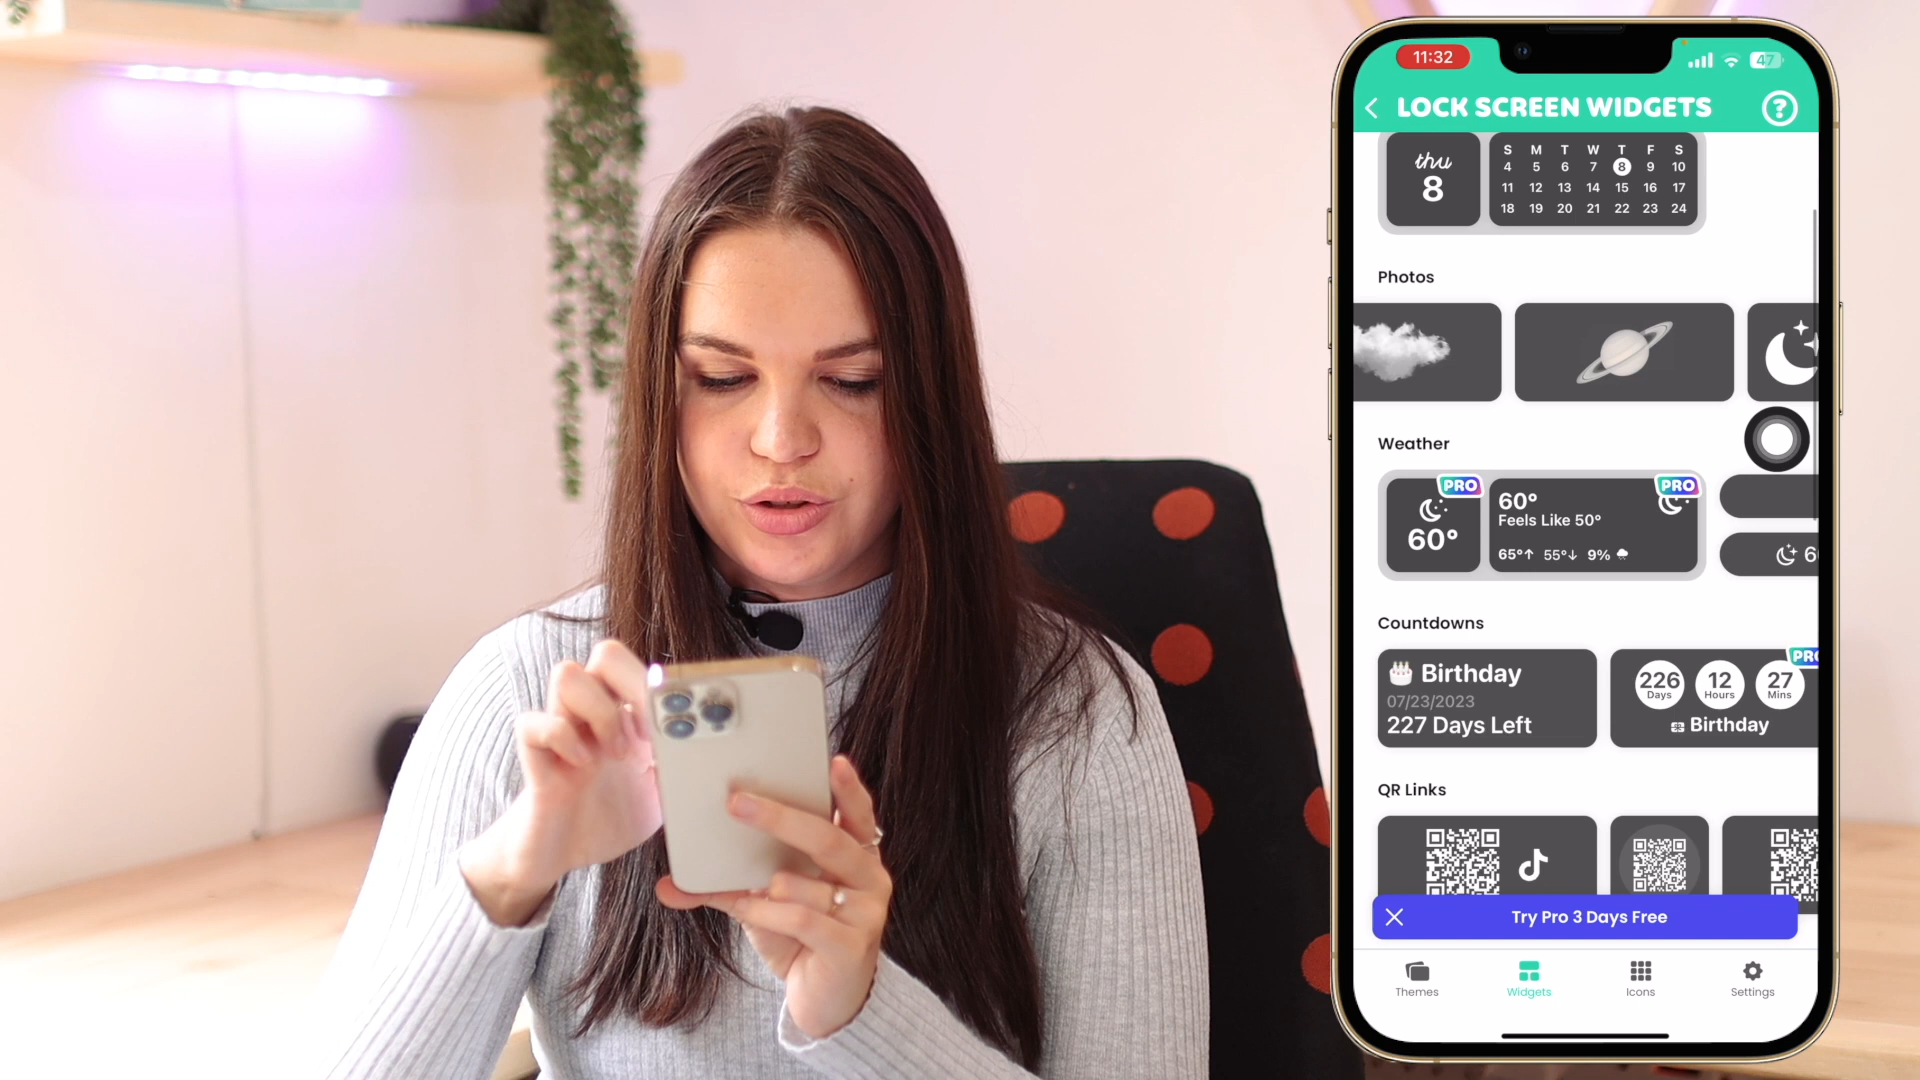 11:32
47
LOCK SCREEN WIDGETS
?
thu
8
S M T W T F S
4 5 6 7 8 9 10
11 12 13 14 15 16 17
18 19 20 21 22 23 24
Photos
Weather
PRO
60°
PRO
60°
Feels Like 50°
65°↑ 55°↓ 9%
6
Countdowns
Birthday
07/23/2023
227 Days Left
PRO
226 12 27
Days Hours Mins
Birthday
QR Links
Try Pro 3 Days Free
Themes Widgets Icons Settings